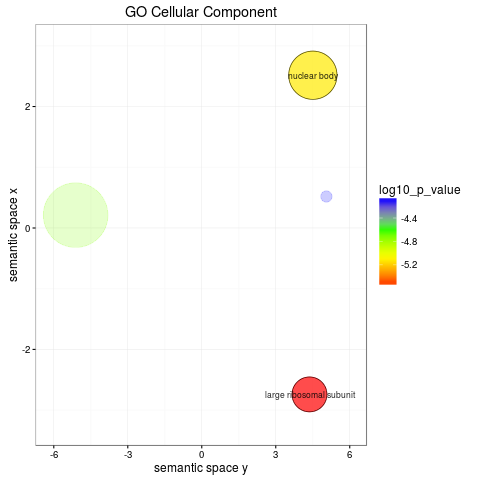 GO Cellular Component
nuclear body
large ribosomal subunit
2
0
-2
-6
-3
0
3
6
semantic space y
semantic space x
log10_p_value
-4.4
-4.8
-5.2